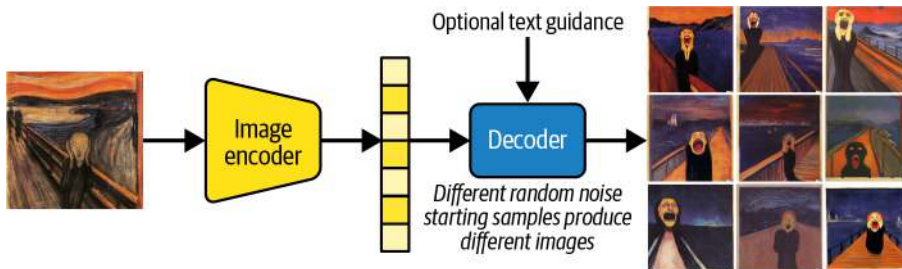 Optional text guidance
Image
encoder
Decoder
Different random noise
starting samples produce
different images